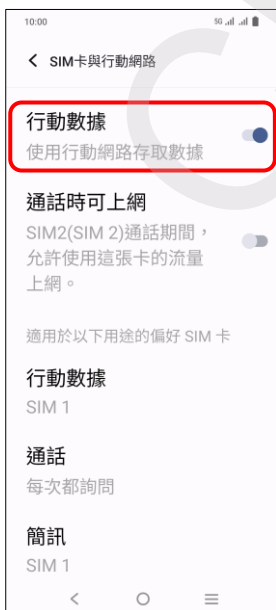 10:00
5G
SIM卡與行動網路
行動數據
使用行動網路存取數據
通話時可上網
SIM2(SIM 2)通話期間，
允許使用這張卡的流量
上網。
適用於以下用途的偏好 SIM 卡
行動數據
SIM 1
通話
每次都詢問
簡訊
SIM 1